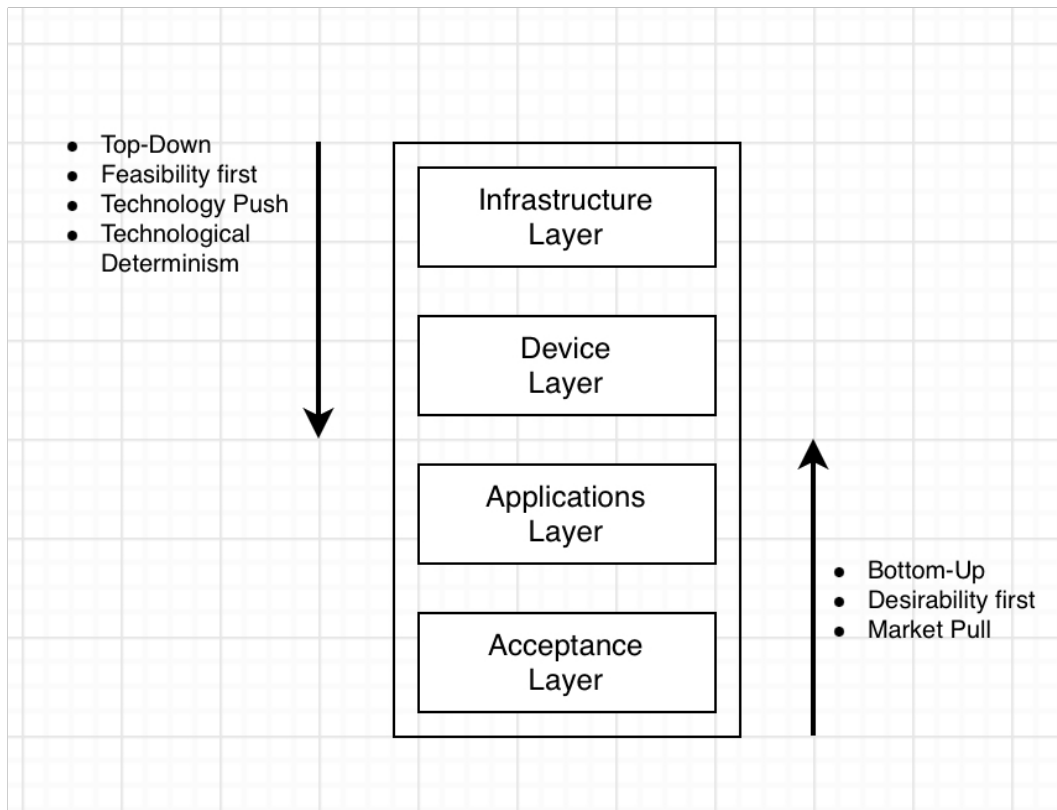 • Top-Down
• Feasibility first
• Technology Push
• Technological
Determinism
Infrastructure
Layer
Device
Layer
Applications
Layer
Acceptance
Layer
• Bottom-Up
• Desirability first
• Market Pull